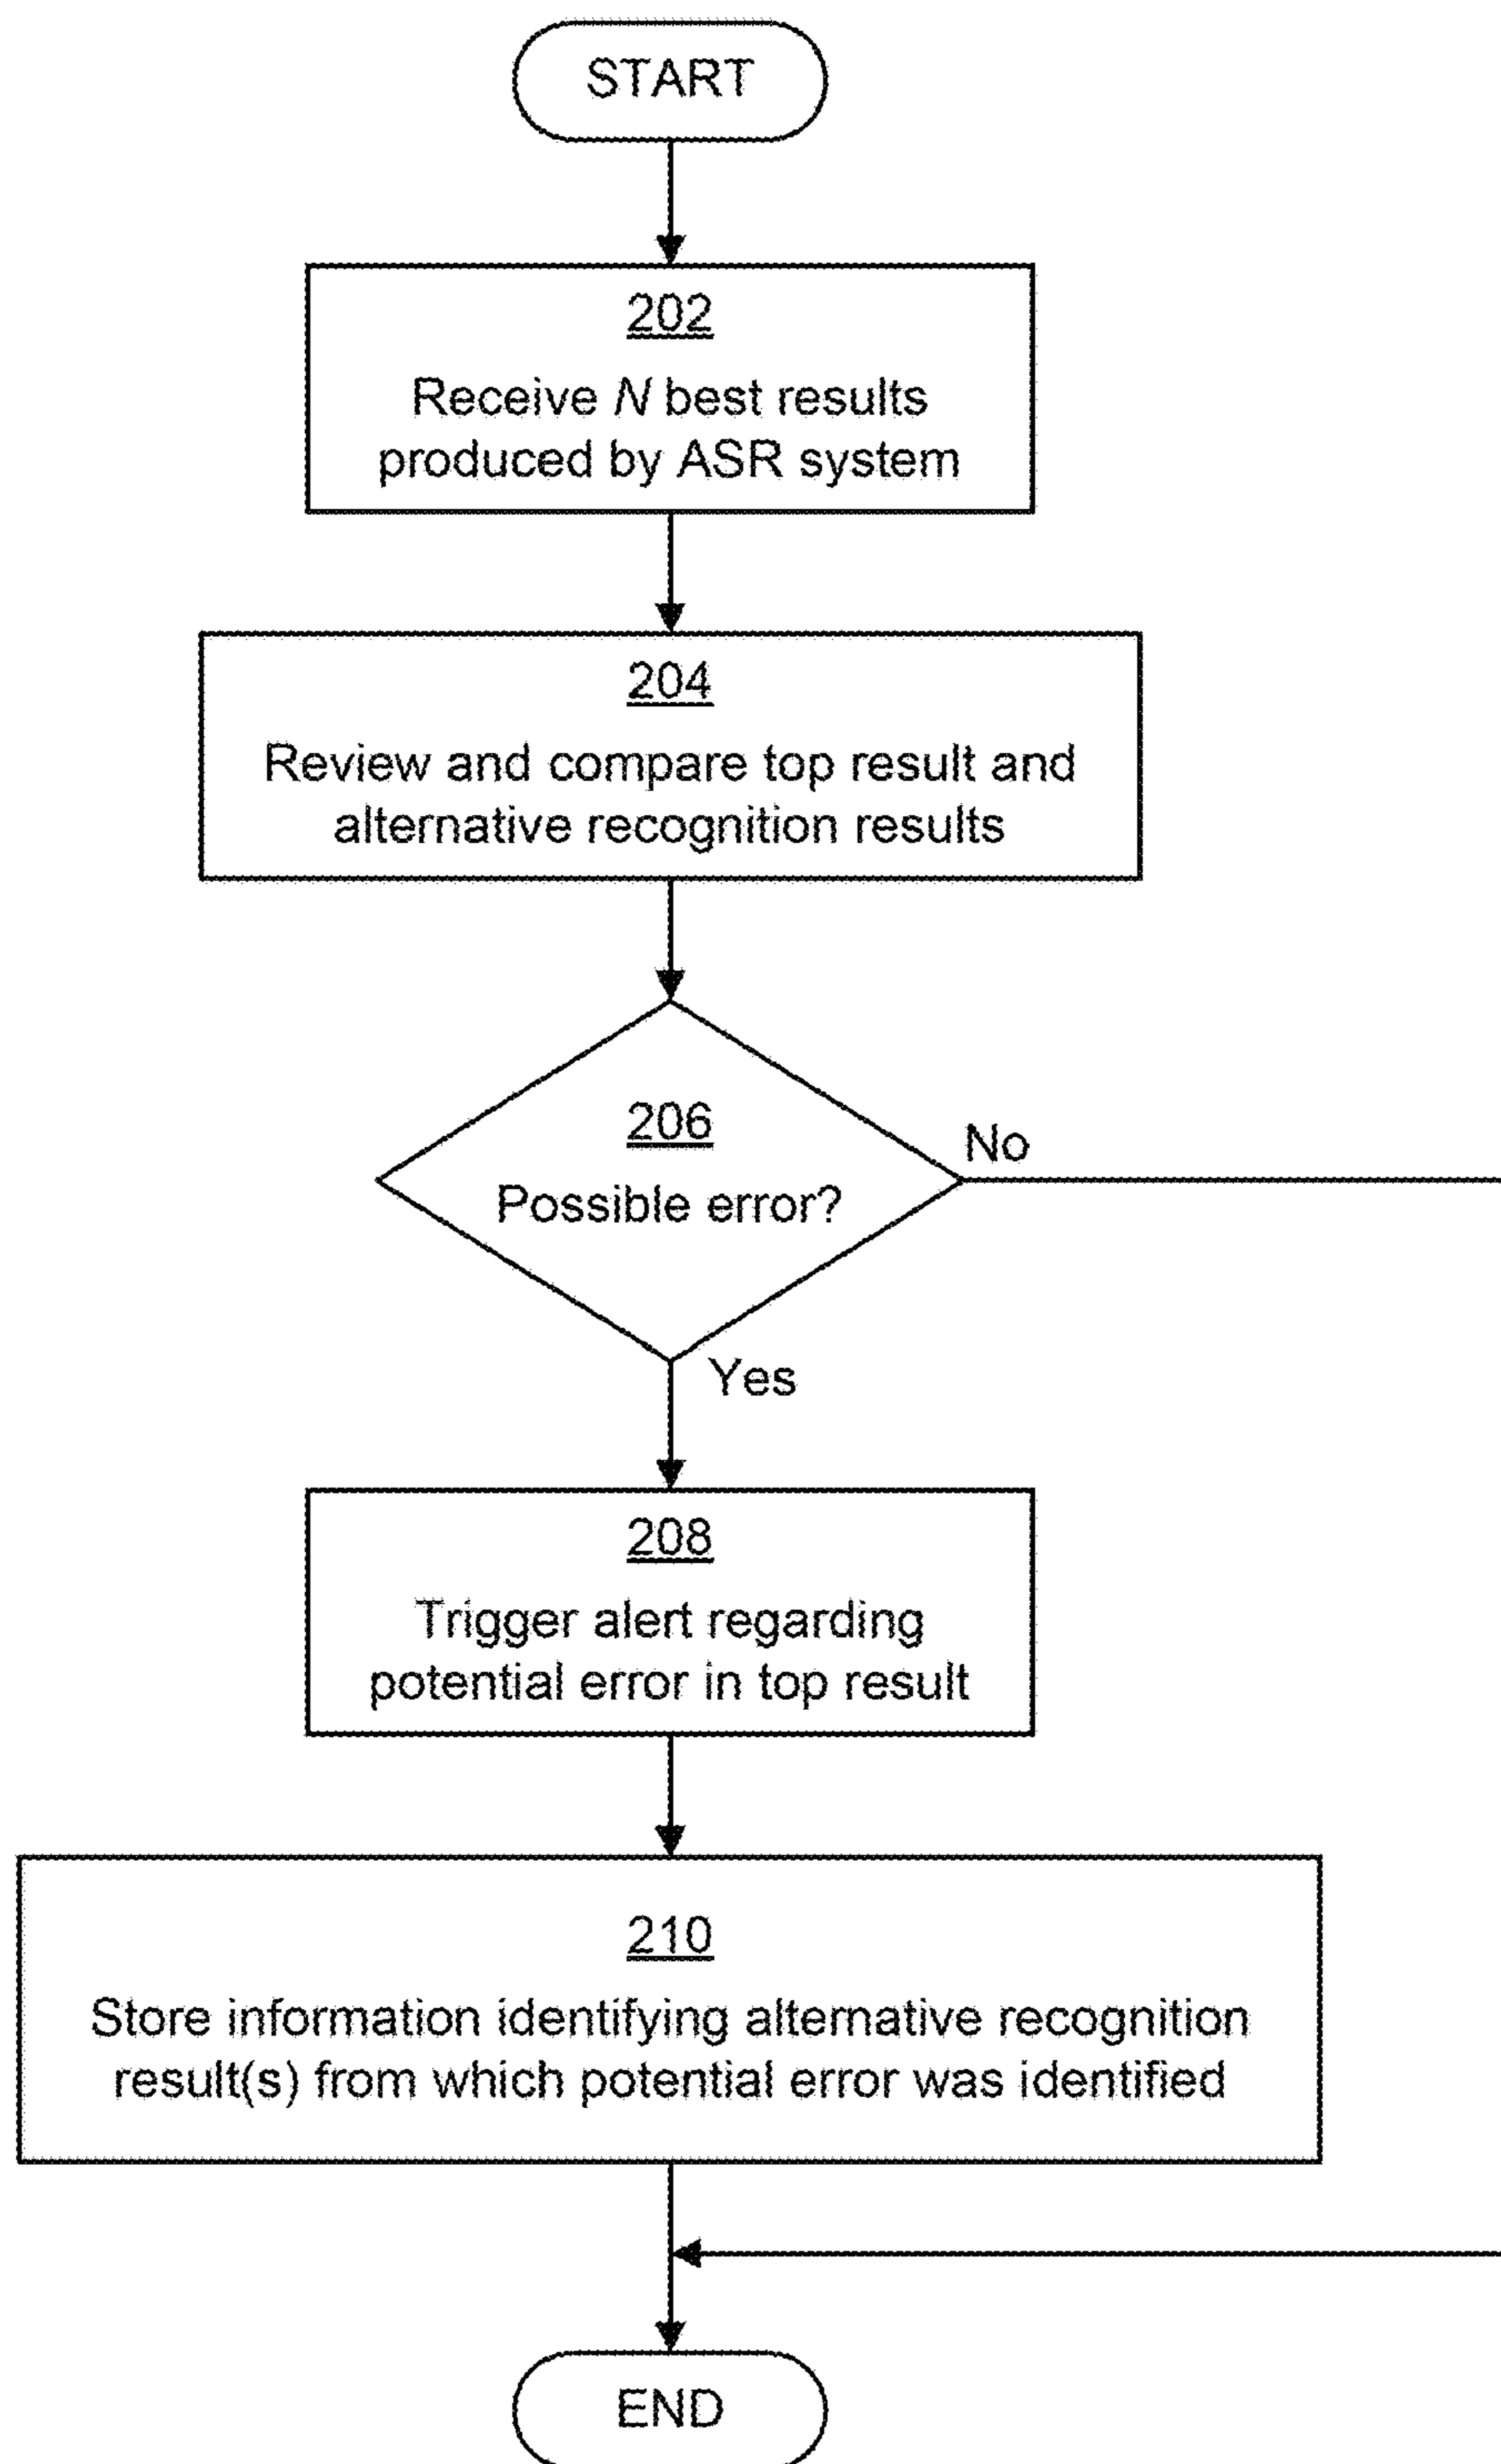 START
202
Receive N best results
produced by ASR system
204
Review and compare top result and
alternative recognition results
206
Possible error?
No
Yes
208
Trigger alert regarding
potential error in top result
210
Store information identifying alternative recognition
result(s) from which potential error was identified
END